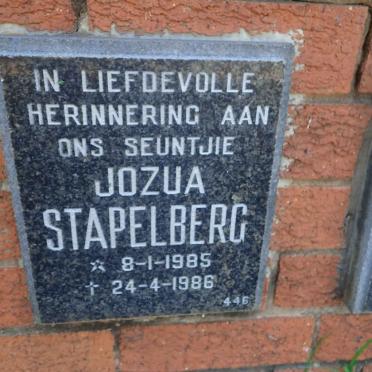 IN LIEFDEVOLLE
HERINNERING AAN
ONS SEUNTJIE
JOZUA
STAPELBERG
☆ 8-1-1985
† 24-4-1986
446